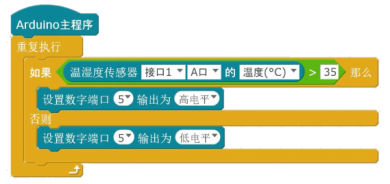 Arduino主程序
重复执行
如果 温湿度传感器 接口1 A口 的 温度(°C) > 35 那么
设置数字端口 5 输出为 高电平
否则
设置数字端口 5 输出为 低电平